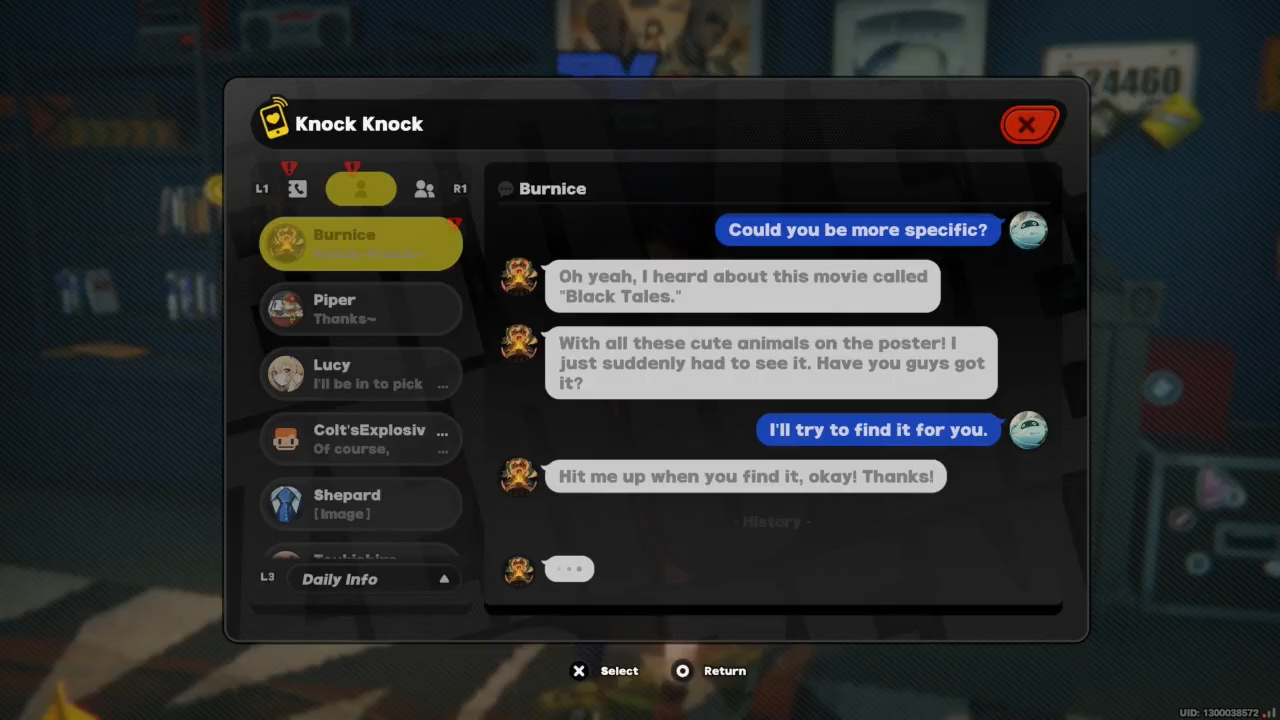 24460
Knock Knock
L1
R1
Burnice
Burnice
Could you be more specific?
Oh yeah, I heard about this movie called
"Black Tales."
With all these cute animals on the poster! I
just suddenly had to see it. Have you guys got
it?
I'll try to find it for you.
Hit me up when you find it, okay! Thanks!
- History -
Piper
Thanks~
Lucy
I'll be in to pick ...
Colt'sExplosiv ...
Of course, ...
Shepard
[Image]
L3
Daily Info
Select
Return
UID: 1300038572